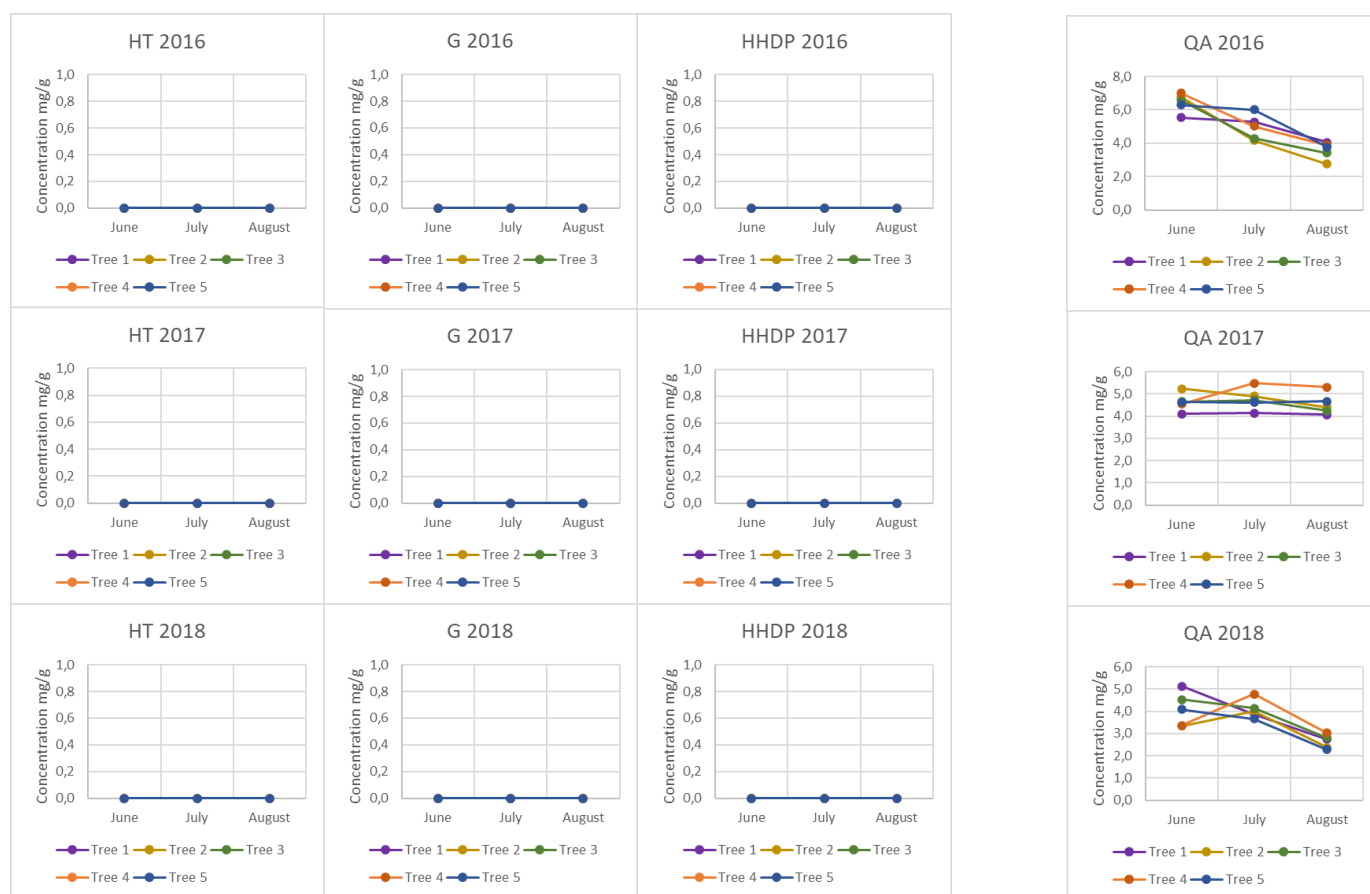 HT 2016
Concentration mg/g
1,0
0,8
0,6
0,4
0,2
0,0
June July August
Tree 1 Tree 2 Tree 3
Tree 4 Tree 5
G 2016
Concentration mg/g
1,0
0,8
0,6
0,4
0,2
0,0
June July August
Tree 1 Tree 2 Tree 3
Tree 4 Tree 5
HHDP 2016
Concentration mg/g
1,0
0,8
0,6
0,4
0,2
0,0
June July August
Tree 1 Tree 2 Tree 3
Tree 4 Tree 5
QA 2016
Concentration mg/g
8,0
6,0
4,0
2,0
0,0
June July August
Tree 1 Tree 2 Tree 3
Tree 4 Tree 5
HT 2017
Concentration mg/g
1,0
0,8
0,6
0,4
0,2
0,0
June July August
Tree 1 Tree 2 Tree 3
Tree 4 Tree 5
G 2017
Concentration mg/g
1,0
0,8
0,6
0,4
0,2
0,0
June July August
Tree 1 Tree 2 Tree 3
Tree 4 Tree 5
HHDP 2017
Concentration mg/g
1,0
0,8
0,6
0,4
0,2
0,0
June July August
Tree 1 Tree 2 Tree 3
Tree 4 Tree 5
QA 2017
Concentration mg/g
6,0
5,0
4,0
3,0
2,0
1,0
0,0
June July August
Tree 1 Tree 2 Tree 3
Tree 4 Tree 5
HT 2018
Concentration mg/g
1,0
0,8
0,6
0,4
0,2
0,0
June July August
Tree 1 Tree 2 Tree 3
Tree 4 Tree 5
G 2018
Concentration mg/g
1,0
0,8
0,6
0,4
0,2
0,0
June July August
Tree 1 Tree 2 Tree 3
Tree 4 Tree 5
HHDP 2018
Concentration mg/g
1,0
0,8
0,6
0,4
0,2
0,0
June July August
Tree 1 Tree 2 Tree 3
Tree 4 Tree 5
QA 2018
Concentration mg/g
6,0
5,0
4,0
3,0
2,0
1,0
0,0
June July August
Tree 1 Tree 2 Tree 3
Tree 4 Tree 5